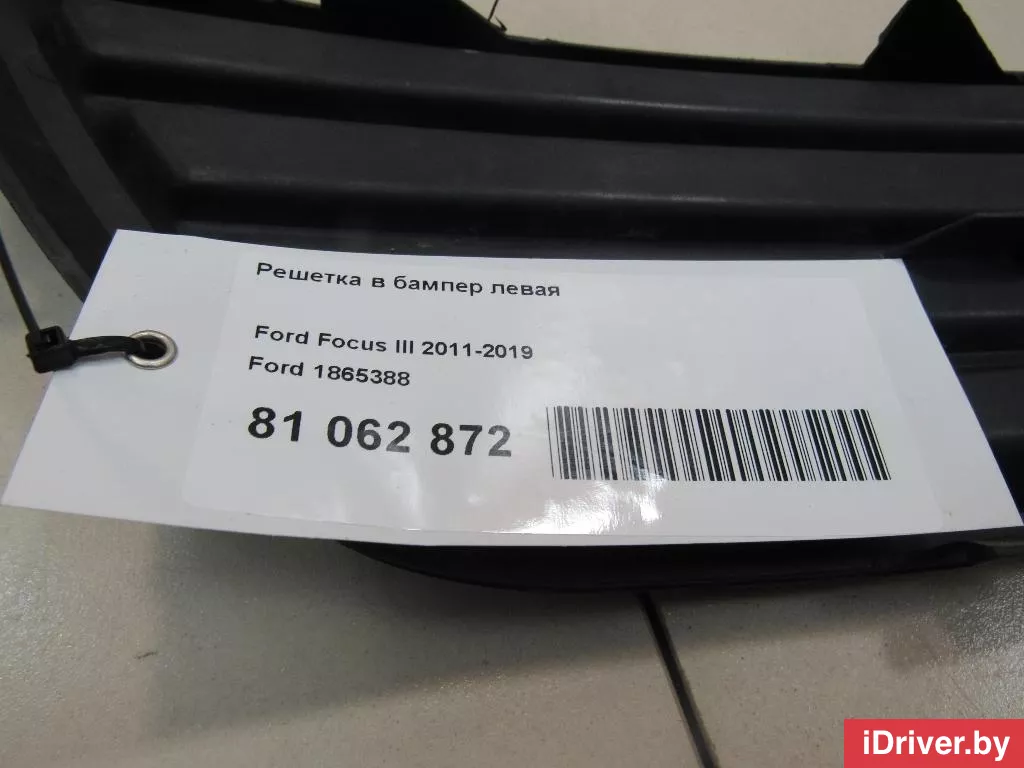 Решетка в бампер левая
Ford Focus III 2011-2019
Ford 1865388
81 062 872
iDriver.by